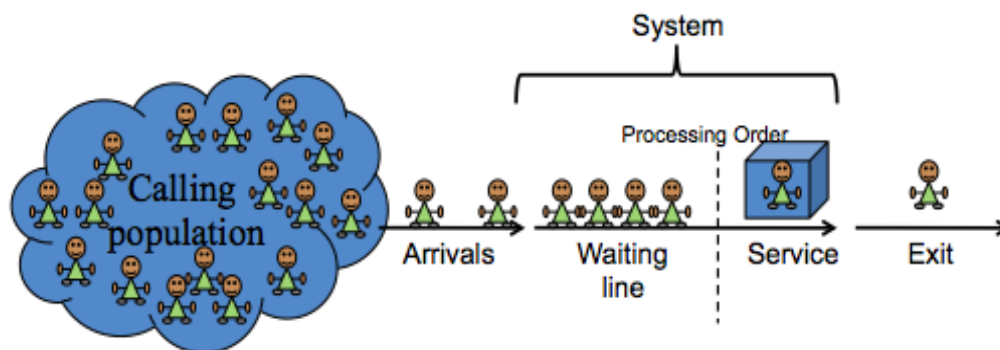 System
Processing Order
Calling
population
Arrivals
Waiting
line
Service
Exit